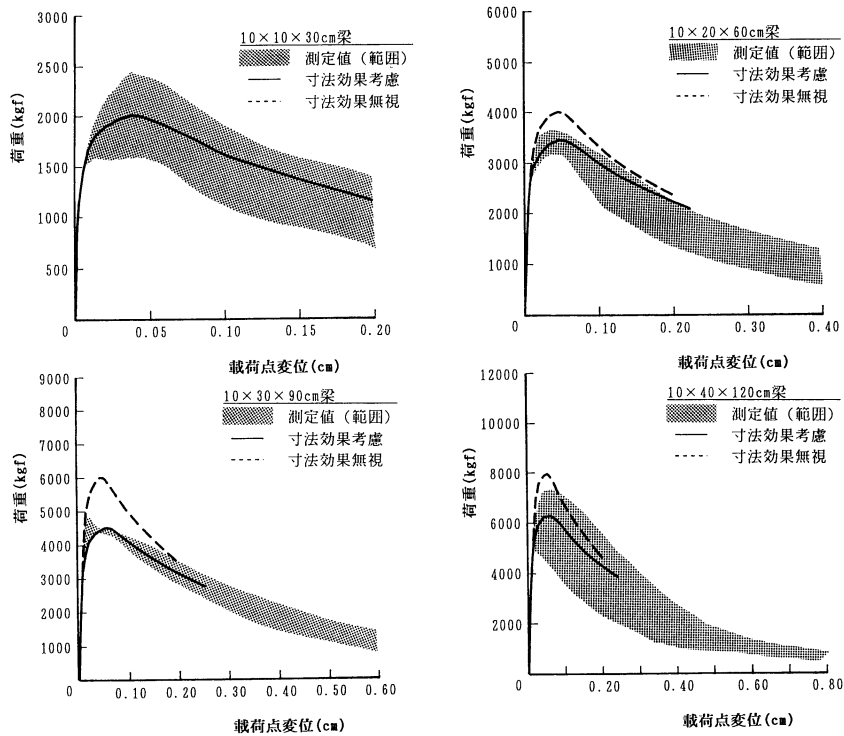 10×10×30cm梁
測定値(範囲)
寸法効果考慮
寸法効果無視
荷重(kgf)
3000
2500
2000
1500
1000
500
0
0.05
0.10
0.15
0.20
載荷点変位(cm)
10×20×60cm梁
測定値(範囲)
寸法効果考慮
寸法効果無視
荷重(kgf)
6000
5000
4000
3000
2000
1000
0
0.10
0.20
0.30
0.40
載荷点変位(cm)
10×30×90cm梁
測定値(範囲)
寸法効果考慮
寸法効果無視
荷重(kgf)
9000
8000
7000
6000
5000
4000
3000
2000
1000
0
0.10
0.20
0.30
0.40
0.50
0.60
載荷点変位(cm)
10×40×120cm梁
測定値(範囲)
寸法効果考慮
寸法効果無視
荷重(kgf)
12000
10000
8000
6000
4000
2000
0
0.20
0.40
0.60
0.80
載荷点変位(cm)